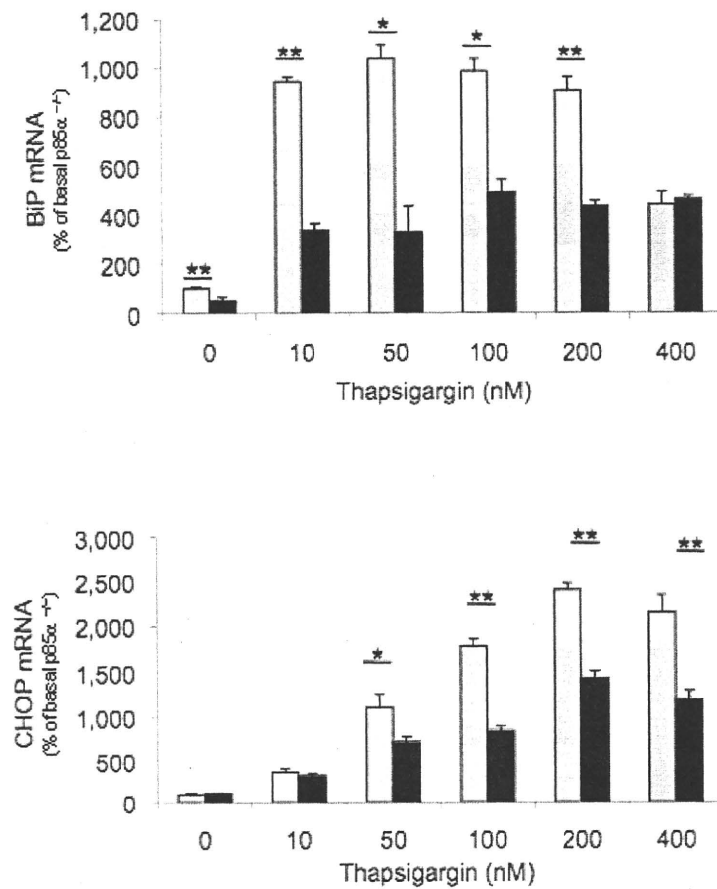 1,200
1,000
800
600
400
200
0
BiP mRNA
(% of basal p85α ⁻/⁻)
**
**
*
*
**
0 10 50 100 200 400
Thapsigargin (nM)
3,000
2,500
2,000
1,500
1,000
500
0
CHOP mRNA
(% of basal p85α ⁻/⁻)
*
**
**
**
0 10 50 100 200 400
Thapsigargin (nM)